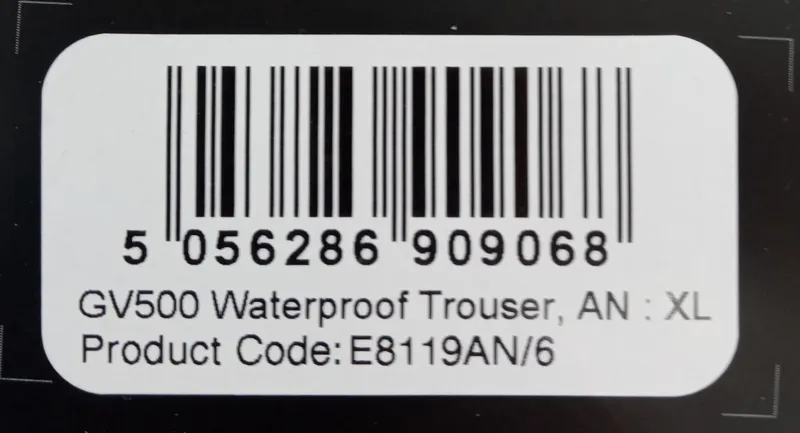 5 056286 909068
GV500 Waterproof Trouser, AN : XL
Product Code: E8119AN/6